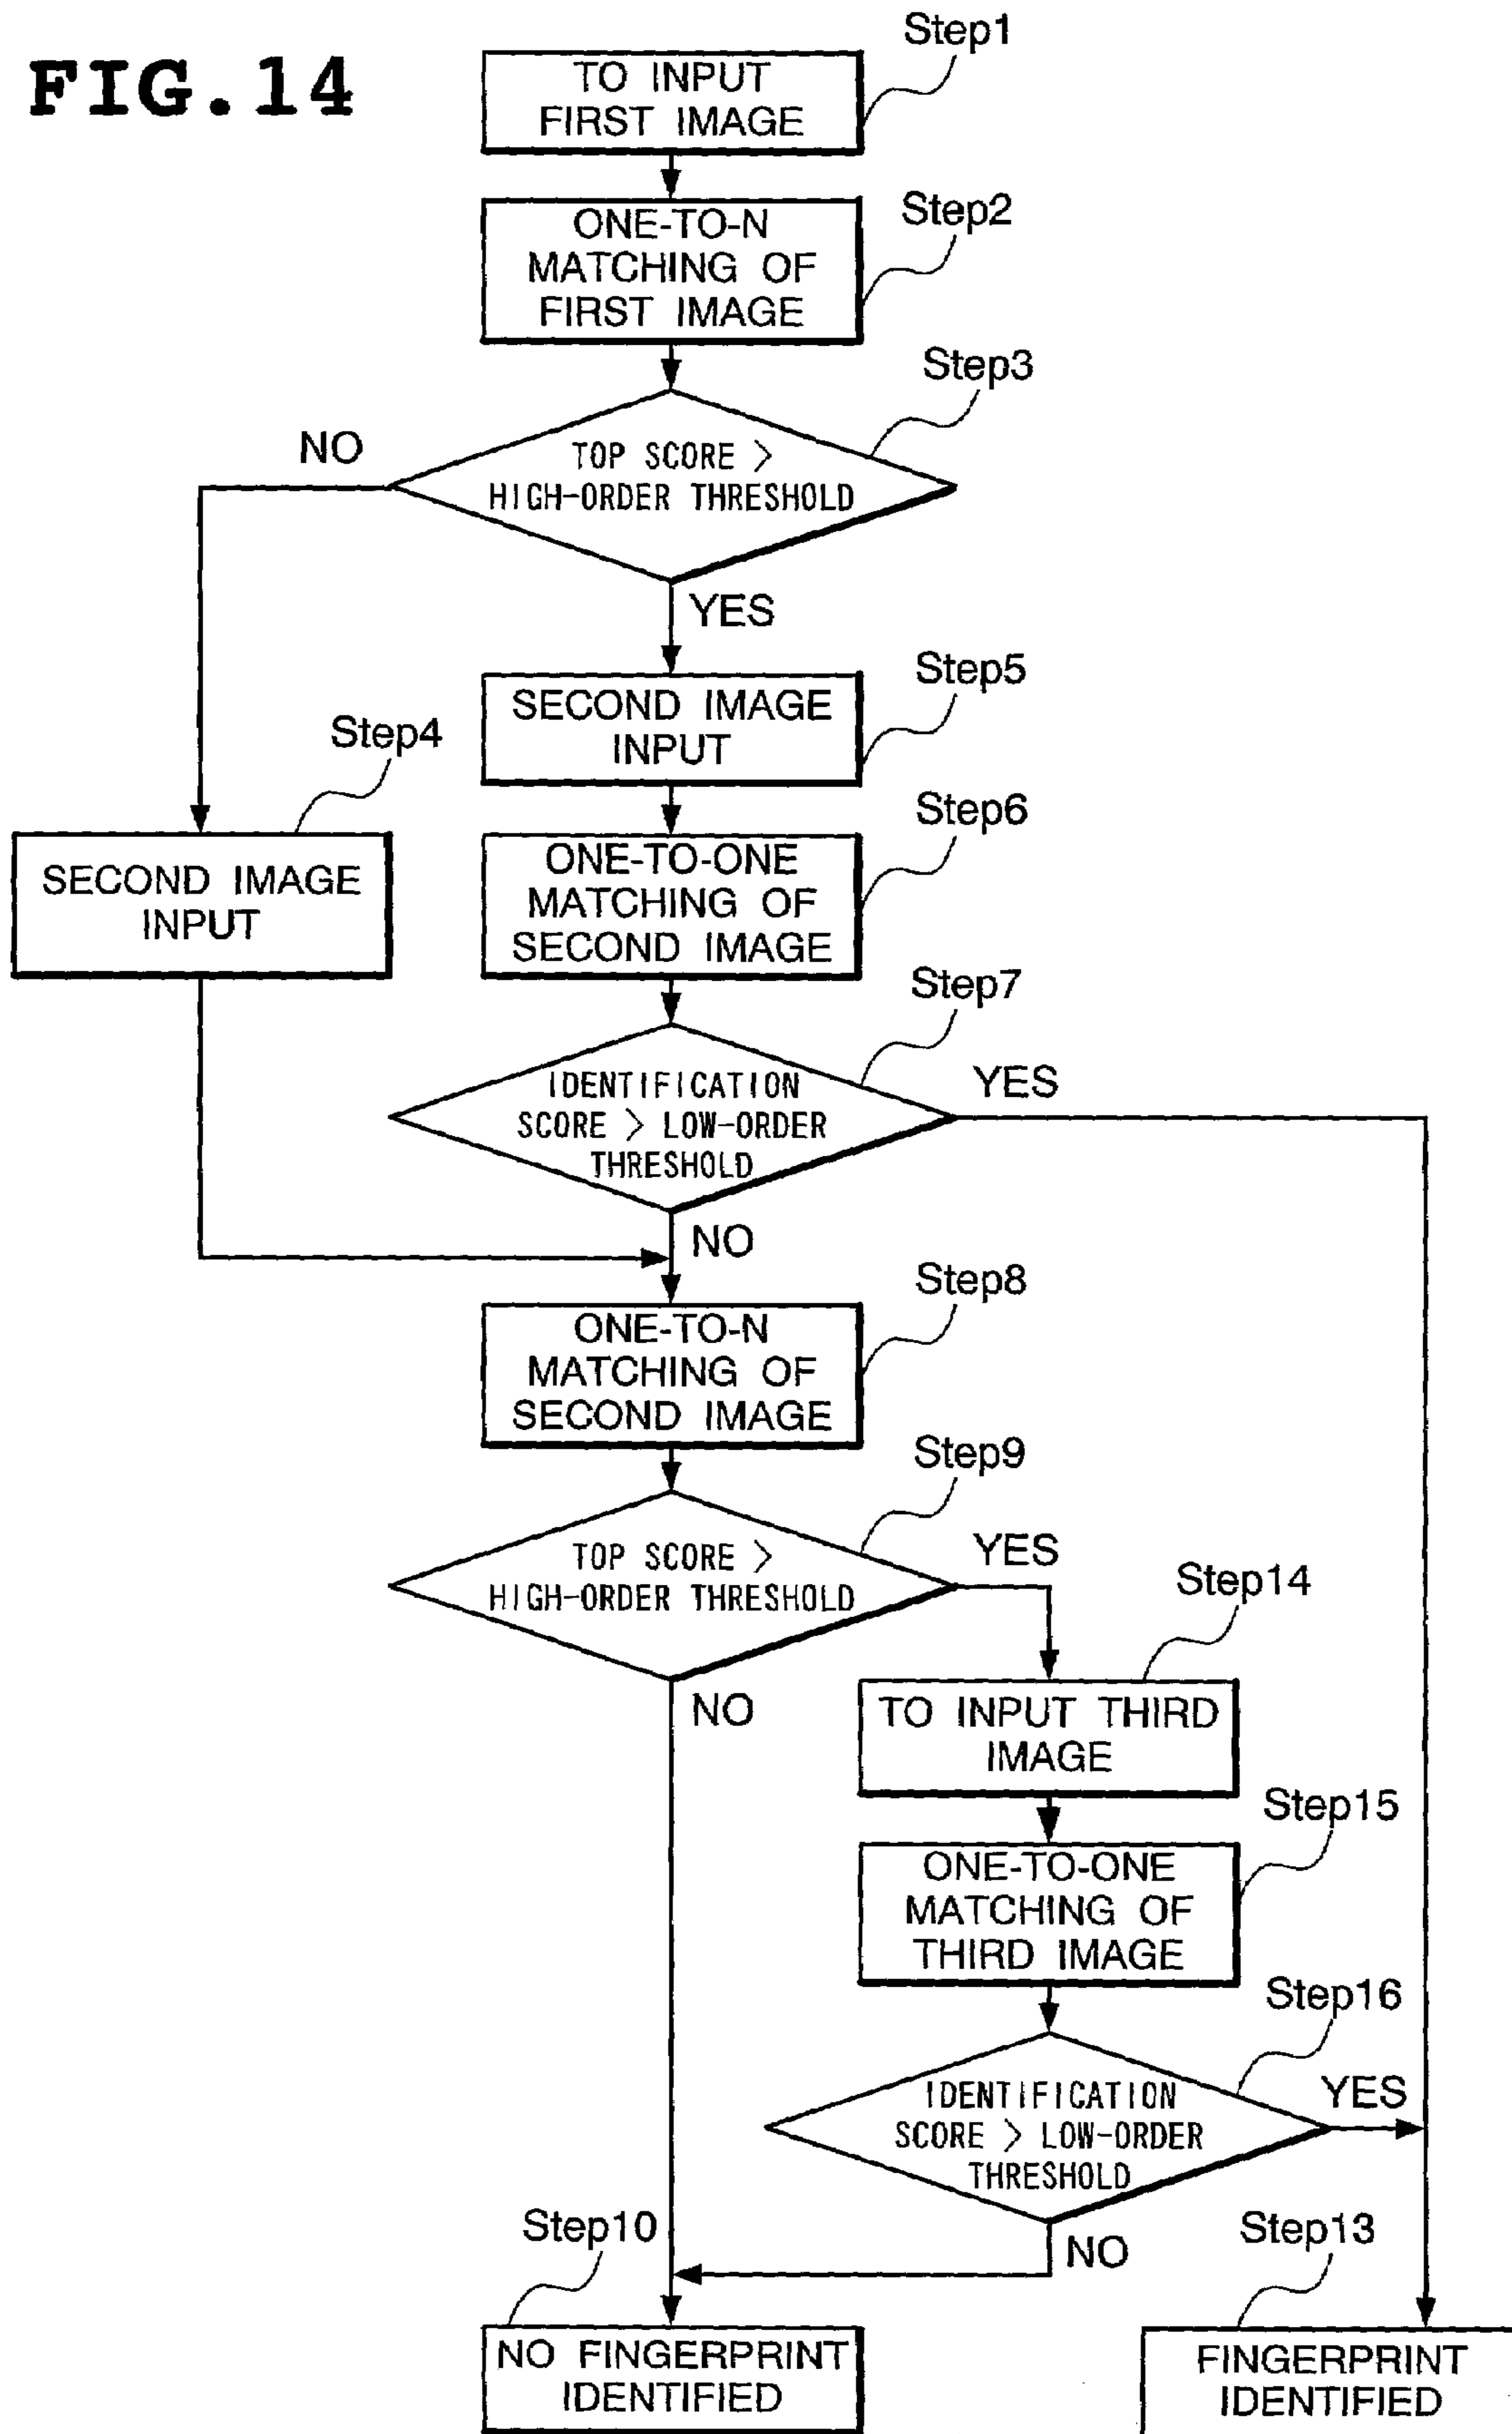 FIG.14
Step1
TO INPUT
FIRST IMAGE
Step2
ONE-TO-N
MATCHING OF
FIRST IMAGE
Step3
NO
TOP SCORE >
HIGH-ORDER THRESHOLD
YES
Step5
SECOND IMAGE
INPUT
Step4
SECOND IMAGE
INPUT
Step6
ONE-TO-ONE
MATCHING OF
SECOND IMAGE
Step7
IDENTIFICATION
SCORE > LOW-ORDER
THRESHOLD
YES
NO
Step8
ONE-TO-N
MATCHING OF
SECOND IMAGE
Step9
TOP SCORE >
HIGH-ORDER THRESHOLD
YES
NO
Step14
TO INPUT THIRD
IMAGE
Step15
ONE-TO-ONE
MATCHING OF
THIRD IMAGE
Step16
IDENTIFICATION
SCORE > LOW-ORDER
THRESHOLD
YES
NO
Step10
NO FINGERPRINT
IDENTIFIED
Step13
FINGERPRINT
IDENTIFIED